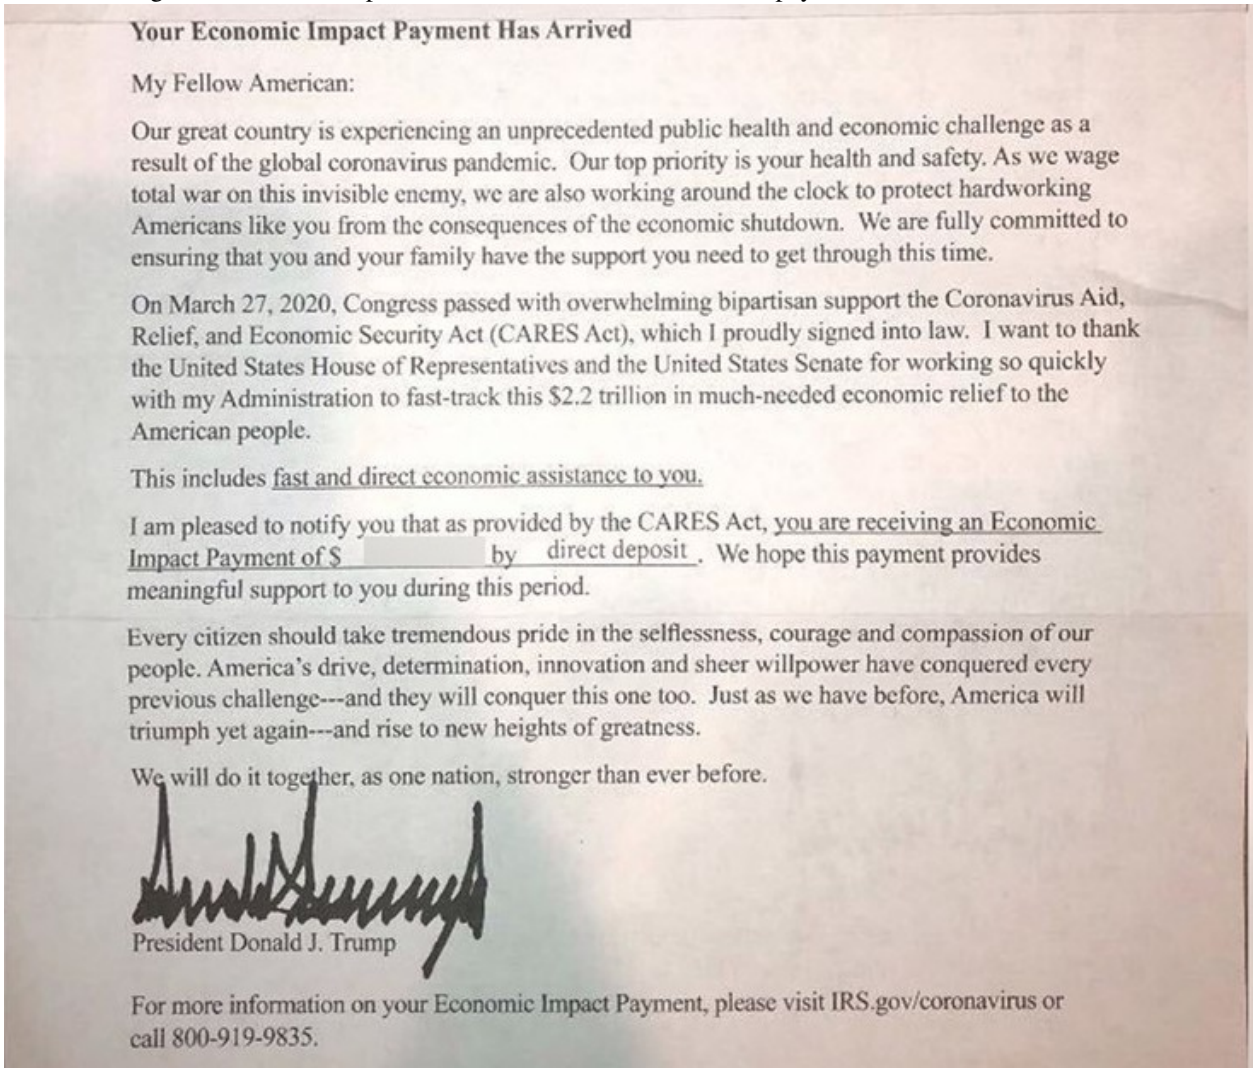 Your Economic Impact Payment Has Arrived
My Fellow American:
Our great country is experiencing an unprecedented public health and economic challenge as a
result of the global coronavirus pandemic. Our top priority is your health and safety. As we wage
total war on this invisible enemy, we are also working around the clock to protect hardworking
Americans like you from the consequences of the economic shutdown. We are fully committed to
ensuring that you and your family have the support you need to get through this time.
On March 27, 2020, Congress passed with overwhelming bipartisan support the Coronavirus Aid,
Relief, and Economic Security Act (CARES Act), which I proudly signed into law. I want to thank
the United States House of Representatives and the United States Senate for working so quickly
with my Administration to fast-track this $2.2 trillion in much-needed economic relief to the
American people.
This includes fast and direct economic assistance to you.
I am pleased to notify you that as provided by the CARES Act, you are receiving an Economic
Impact Payment of $ by direct deposit. We hope this payment provides
meaningful support to you during this period.
Every citizen should take tremendous pride in the selflessness, courage and compassion of our
people. America's drive, determination, innovation and sheer willpower have conquered every
previous challenge---and they will conquer this one too. Just as we have before, America will
triumph yet again---and rise to new heights of greatness.
We will do it together, as one nation, stronger than ever before.
President Donald J. Trump
For more information on your Economic Impact Payment, please visit IRS.gov/coronavirus or
call 800-919-9835.